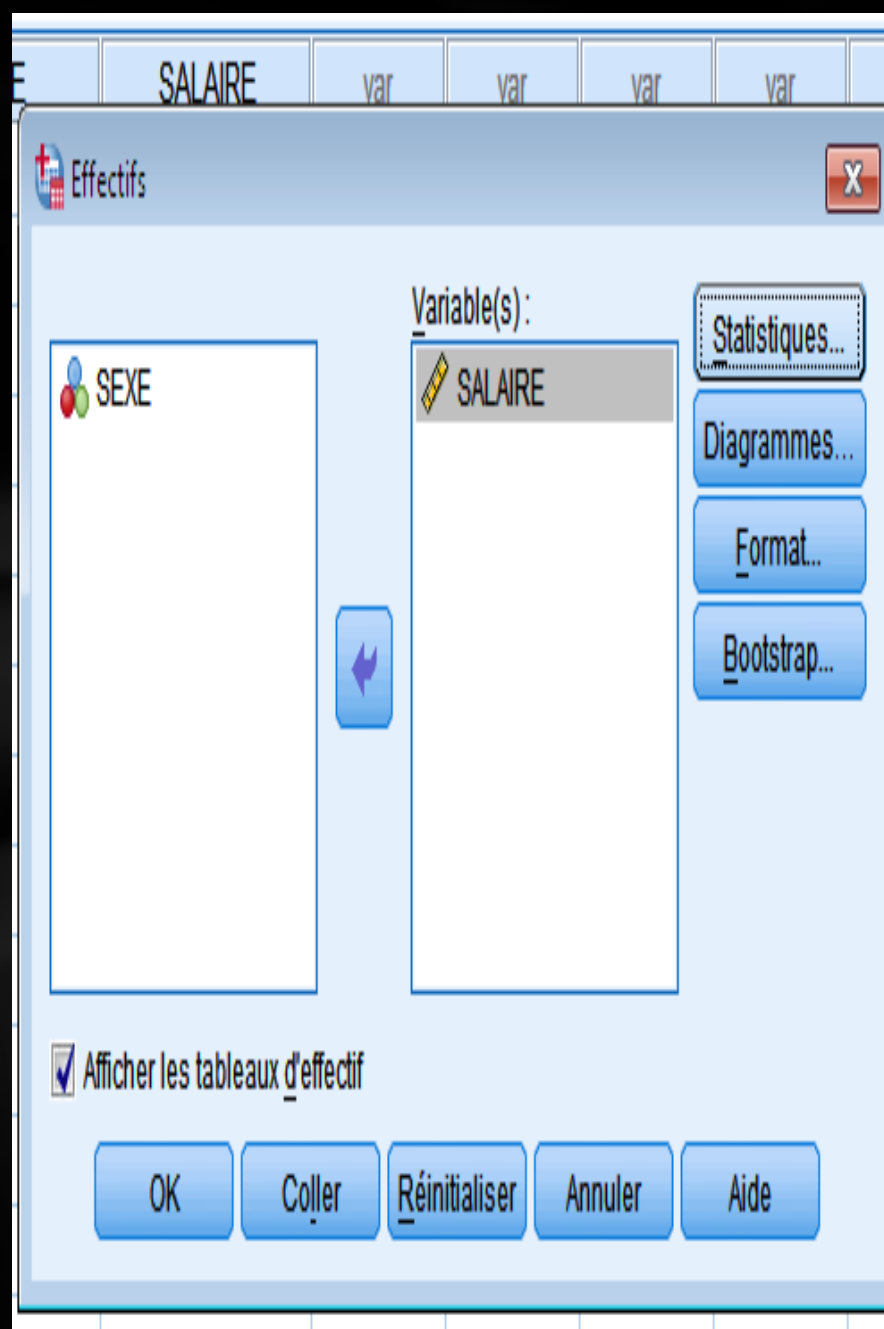 E SALAIRE var var var var
Effectifs
Variable(s) :
SEXE
SALAIRE
Statistiques...
Diagrammes...
Format...
Bootstrap...
Afficher les tableaux d'effectif
OK Coller Réinitialiser Annuler Aide